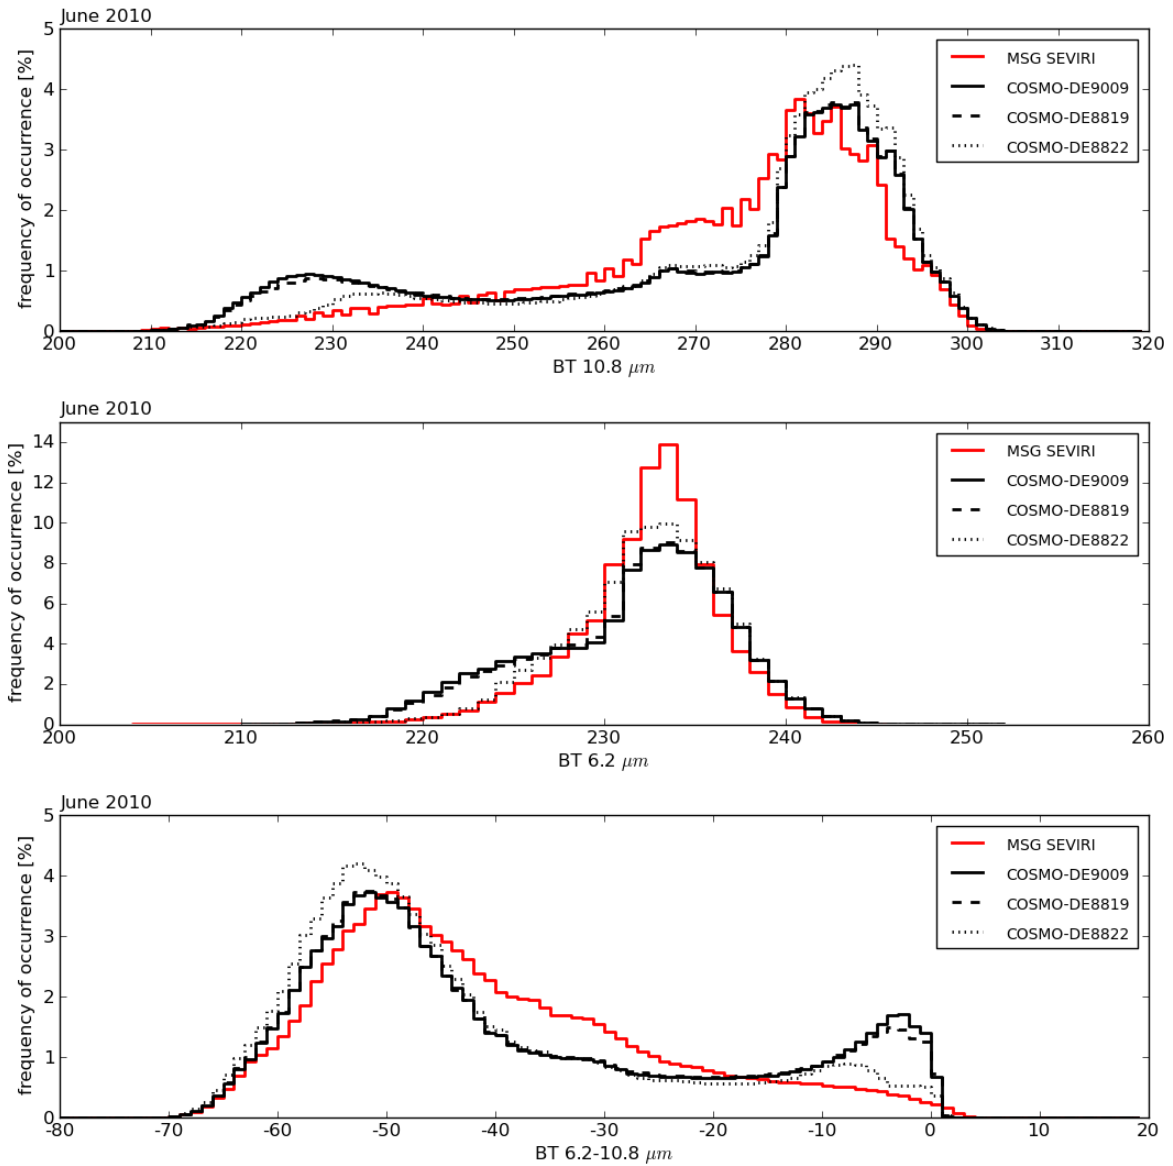 June 2010
frequency of occurrence [%]
5
4
3
2
1
0
MSG SEVIRI
COSMO-DE9009
COSMO-DE8819
COSMO-DE8822
200 210 220 230 240 250 260 270 280 290 300 310 320
BT 10.8 μm
June 2010
frequency of occurrence [%]
14
12
10
8
6
4
2
0
MSG SEVIRI
COSMO-DE9009
COSMO-DE8819
COSMO-DE8822
200 210 220 230 240 250 260
BT 6.2 μm
June 2010
frequency of occurrence [%]
5
4
3
2
1
0
MSG SEVIRI
COSMO-DE9009
COSMO-DE8819
COSMO-DE8822
-80 -70 -60 -50 -40 -30 -20 -10 0 10 20
BT 6.2-10.8 μm